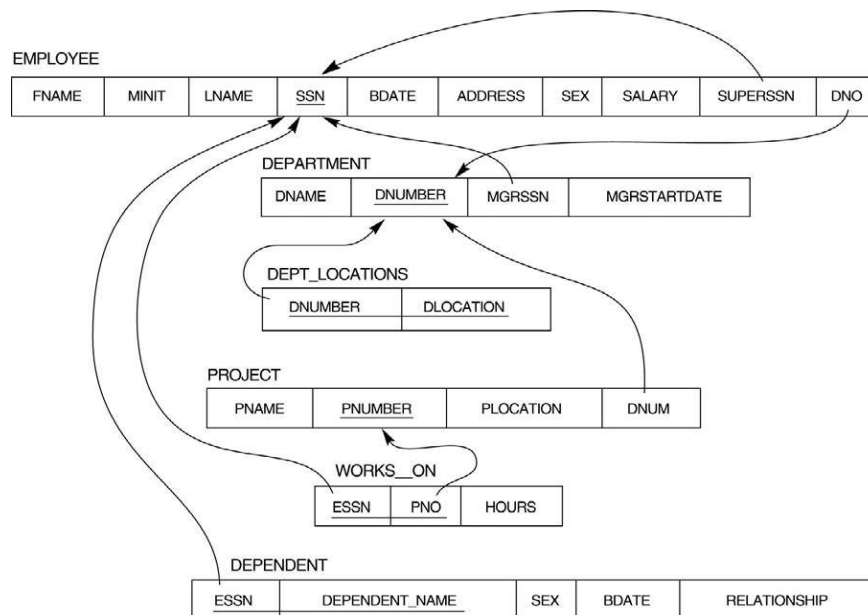 EMPLOYEE
FNAME MINIT LNAME SSN BDATE ADDRESS SEX SALARY SUPERSSN DNO
DEPARTMENT
DNAME DNUMBER MGRSSN MGRSTARTDATE
DEPT_LOCATIONS
DNUMBER DLOCATION
PROJECT
PNAME PNUMBER PLOCATION DNUM
WORKS__ON
ESSN PNO HOURS
DEPENDENT
ESSN DEPENDENT_NAME SEX BDATE RELATIONSHIP